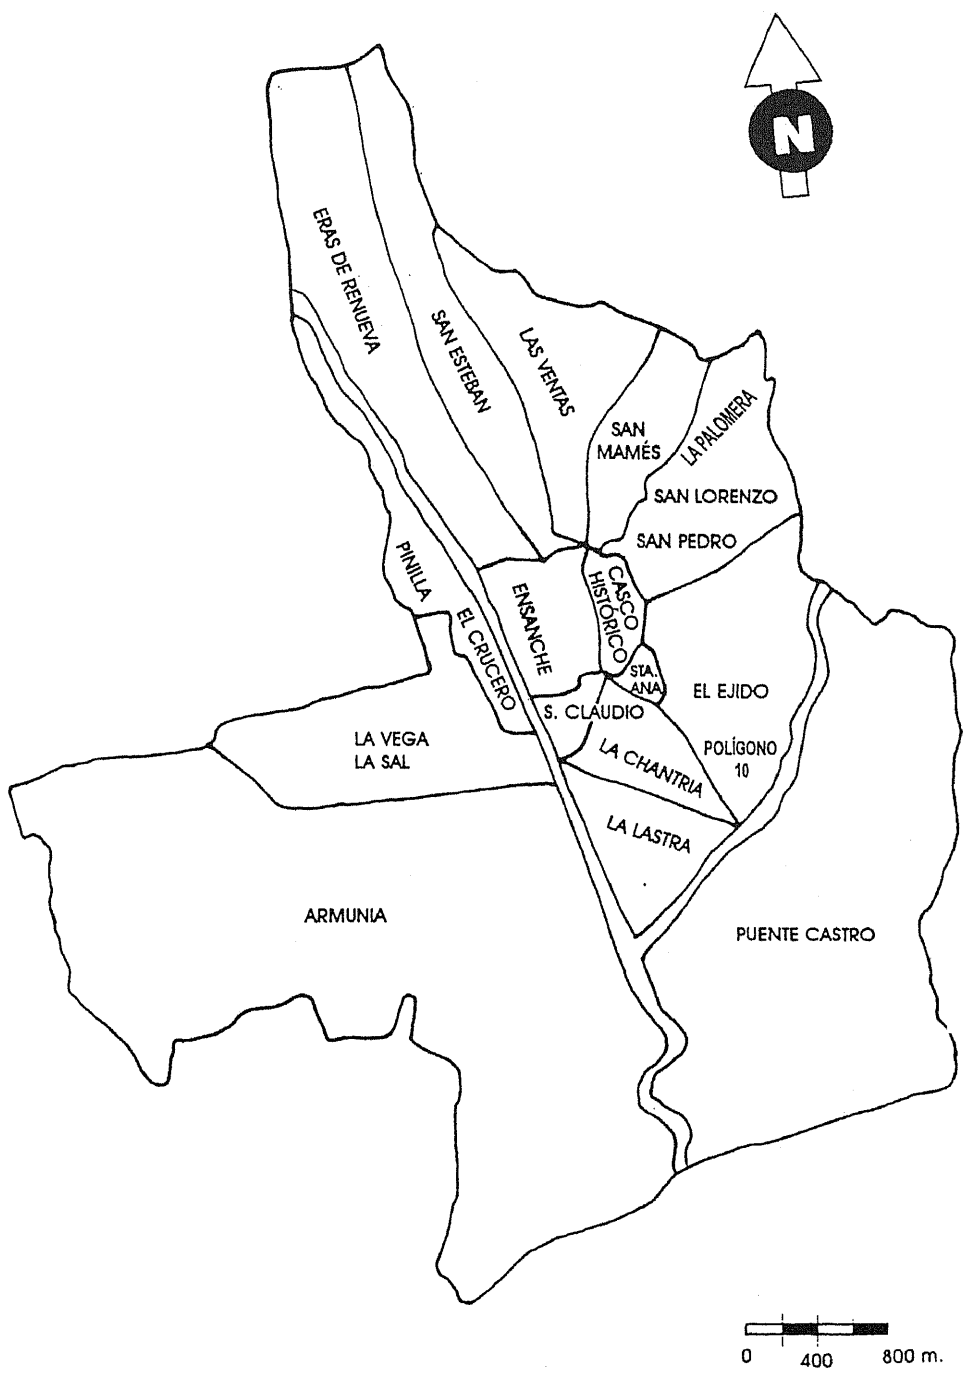 N
ERAS DE RENUEVA
SAN ESTEBAN
LAS VENTAS
SAN
MAMÉS
LA PALOMERA
SAN LORENZO
SAN PEDRO
PINILLA
EL CRUCERO
ENSANCHE
CASCO
HISTÓRICO
STA.
ANA
EL EJIDO
S. CLAUDIO
LA VEGA
LA SAL
LA CHANTRIA
POLÍGONO
10
LA LASTRA
ARMUNIA
PUENTE CASTRO
0 400 800 m.